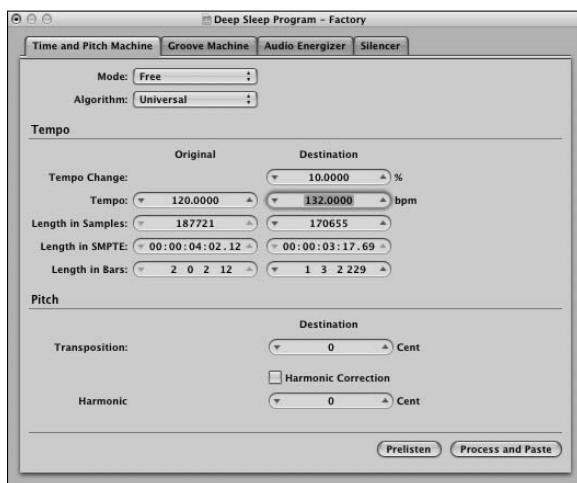 Deep Sleep Program – Factory
Time and Pitch Machine Groove Machine Audio Energizer Silencer
Mode: Free
Algorithm: Universal
Tempo
Original Destination
Tempo Change: 10.0000 %
Tempo: 120.0000 132.0000 bpm
Length in Samples: 187721 170655
Length in SMPTE: 00:00:04:02.12 00:00:03:17.69
Length in Bars: 2 0 2 12 1 3 2 229
Pitch
Destination
Transposition: 0 Cent
Harmonic Correction
Harmonic 0 Cent
Prelisten Process and Paste